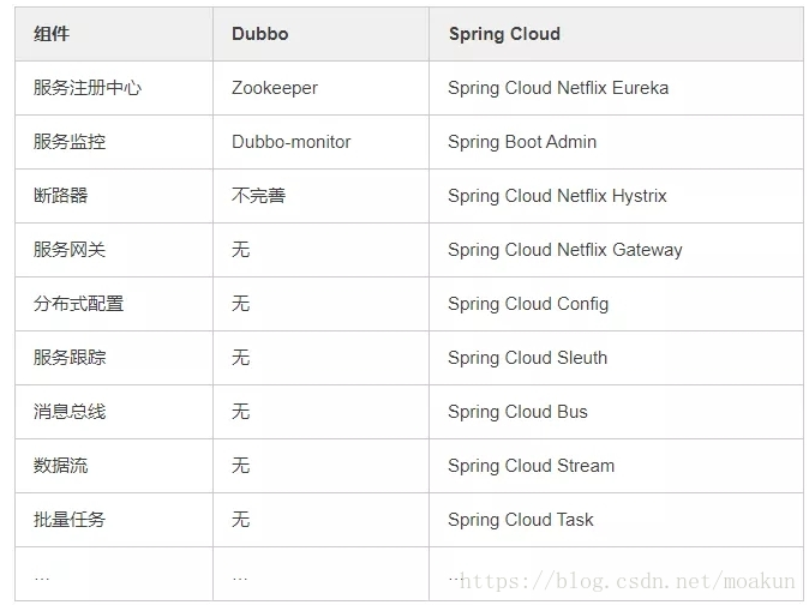 组件 Dubbo Spring Cloud
服务注册中心 Zookeeper Spring Cloud Netflix Eureka
服务监控 Dubbo-monitor Spring Boot Admin
断路器 不完善 Spring Cloud Netflix Hystrix
服务网关 无 Spring Cloud Netflix Gateway
分布式配置 无 Spring Cloud Config
服务跟踪 无 Spring Cloud Sleuth
消息总线 无 Spring Cloud Bus
数据流 无 Spring Cloud Stream
批量任务 无 Spring Cloud Task
… … …
https://blog.csdn.net/moakun